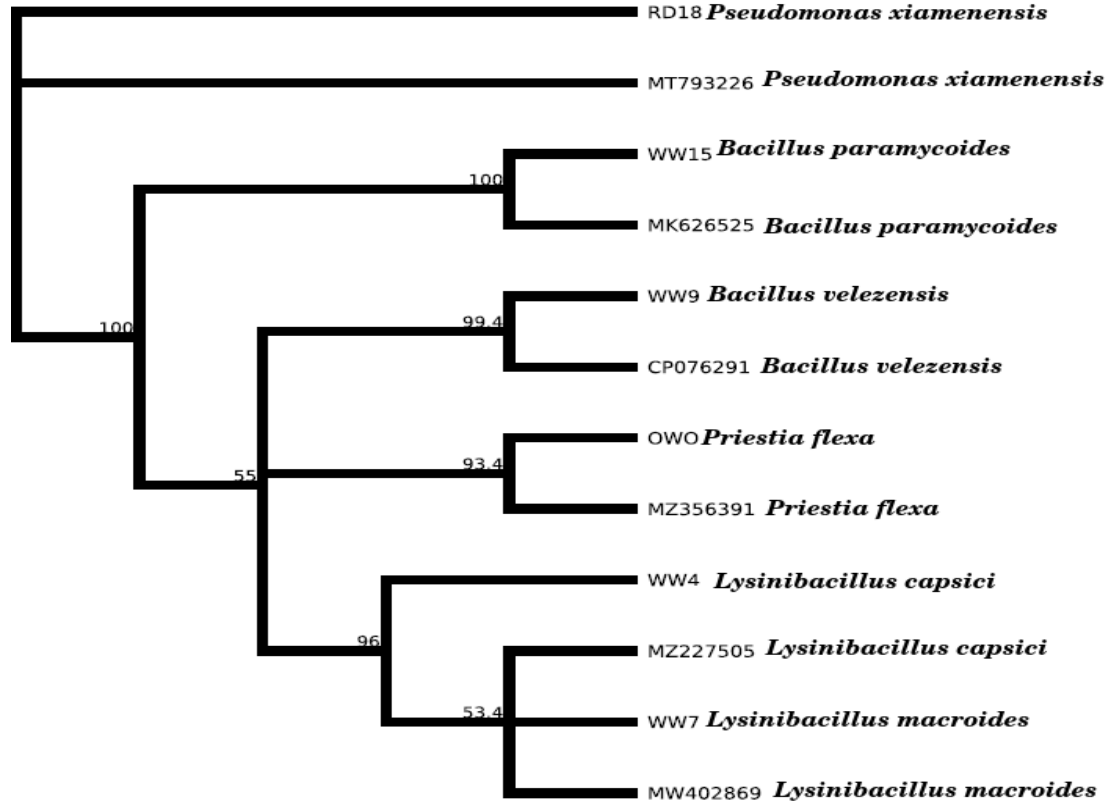 RD18 Pseudomonas xiamenensis
MT793226 Pseudomonas xiamenensis
WW15 Bacillus paramycoides
100
MK626525 Bacillus paramycoides
WW9 Bacillus velezensis
99.4
100
CP076291 Bacillus velezensis
OWO Priestia flexa
93.4
55
MZ356391 Priestia flexa
WW4 Lysinibacillus capsici
96
MZ227505 Lysinibacillus capsici
53.4
WW7 Lysinibacillus macroides
MW402869 Lysinibacillus macroides